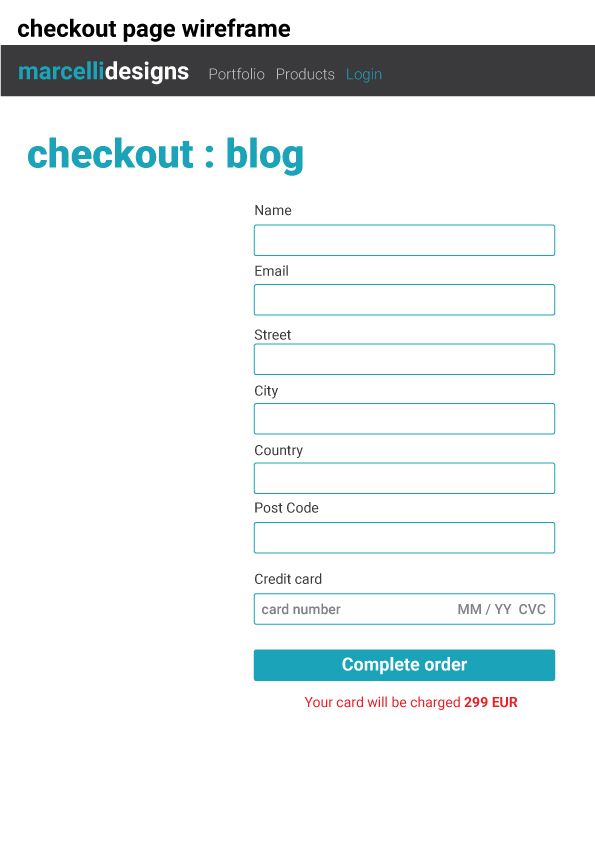 checkout page wireframe
marcellidesigns Portfolio Products Login
checkout : blog
Name
Email
Street
City
Country
Post Code
Credit card
card number MM / YY CVC
Complete order
Your card will be charged 299 EUR